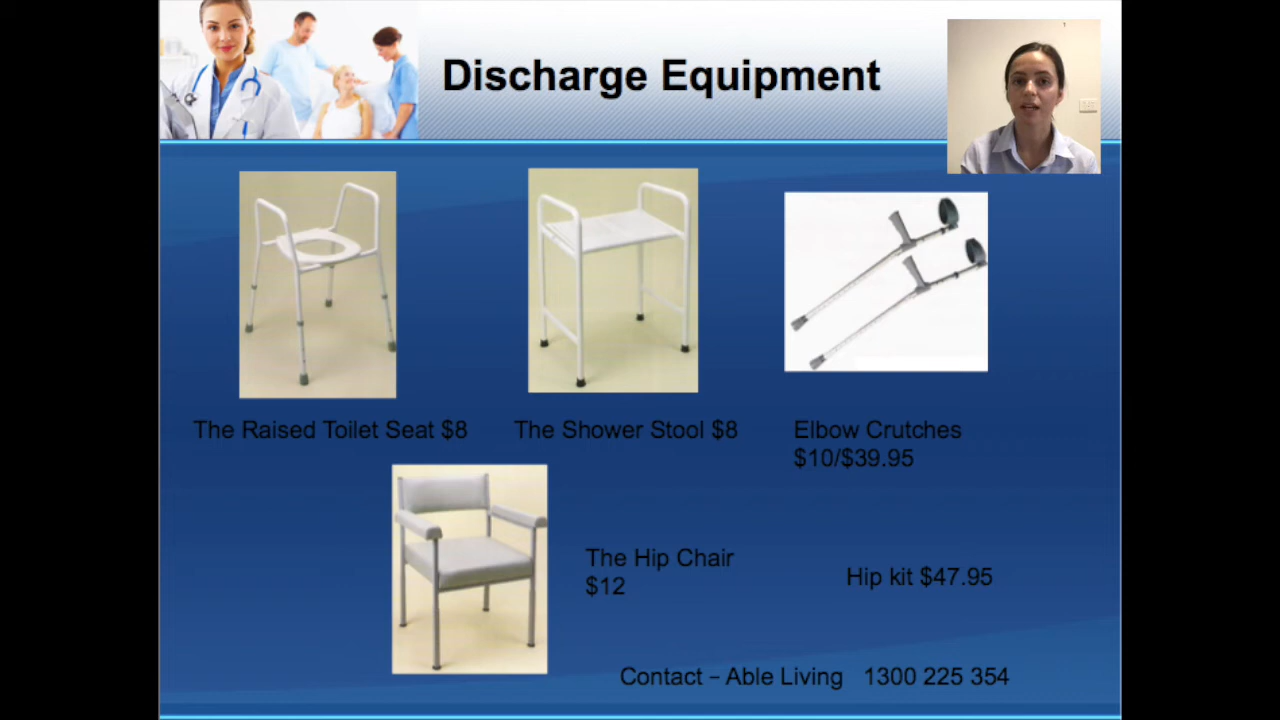 Discharge Equipment
The Raised Toilet Seat $8
The Shower Stool $8
Elbow Crutches
$10/$39.95
The Hip Chair
$12
Hip kit $47.95
Contact – Able Living 1300 225 354